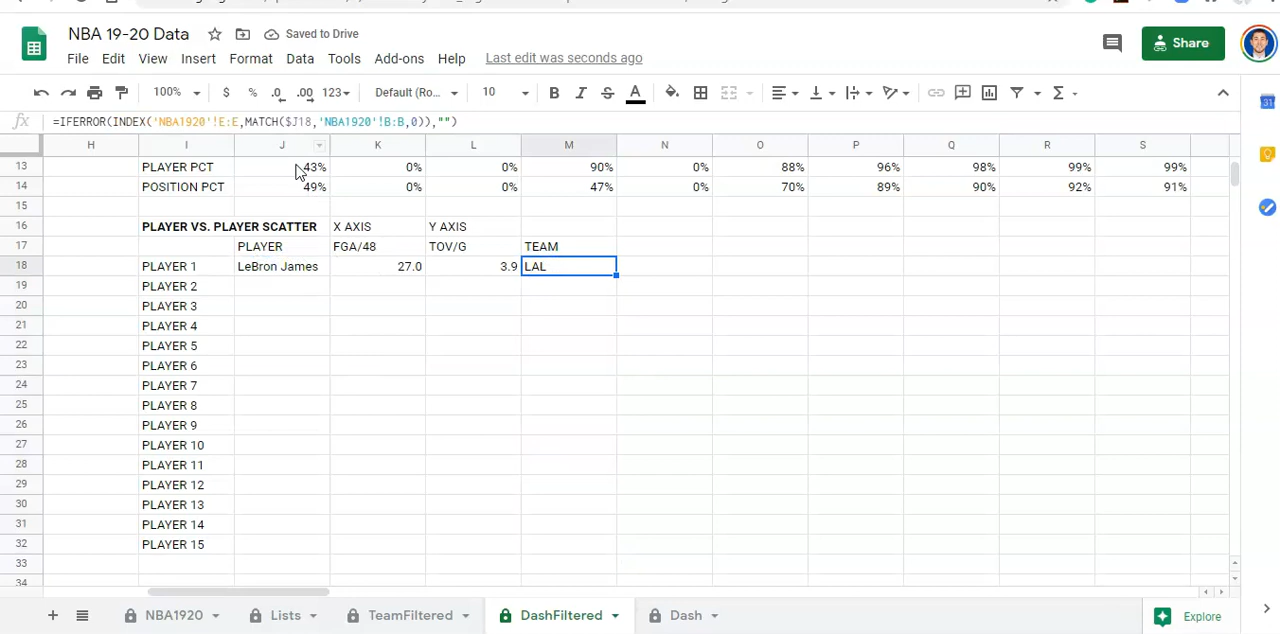 NBA 19-20 Data Saved to Drive
Share
File Edit View Insert Format Data Tools Add-ons Help Last edit was seconds ago
100% $ % .0 .00 123 Default (Ro... 10 B I S A Σ
fx =IFERROR(INDEX('NBA1920'!E:E,MATCH($J18,'NBA1920'!B:B,0)),"")
H I J K L M N O P Q R S
13 PLAYER PCT 43% 0% 0% 90% 0% 88% 96% 98% 99% 99%
14 POSITION PCT 49% 0% 0% 47% 0% 70% 89% 90% 92% 91%
15
16 PLAYER VS. PLAYER SCATTER X AXIS Y AXIS
17 PLAYER FGA/48 TOV/G TEAM
18 PLAYER 1 LeBron James 27.0 3.9 LAL
19 PLAYER 2
20 PLAYER 3
21 PLAYER 4
22 PLAYER 5
23 PLAYER 6
24 PLAYER 7
25 PLAYER 8
26 PLAYER 9
27 PLAYER 10
28 PLAYER 11
29 PLAYER 12
30 PLAYER 13
31 PLAYER 14
32 PLAYER 15
33
34
NBA1920 Lists TeamFiltered DashFiltered Dash Explore